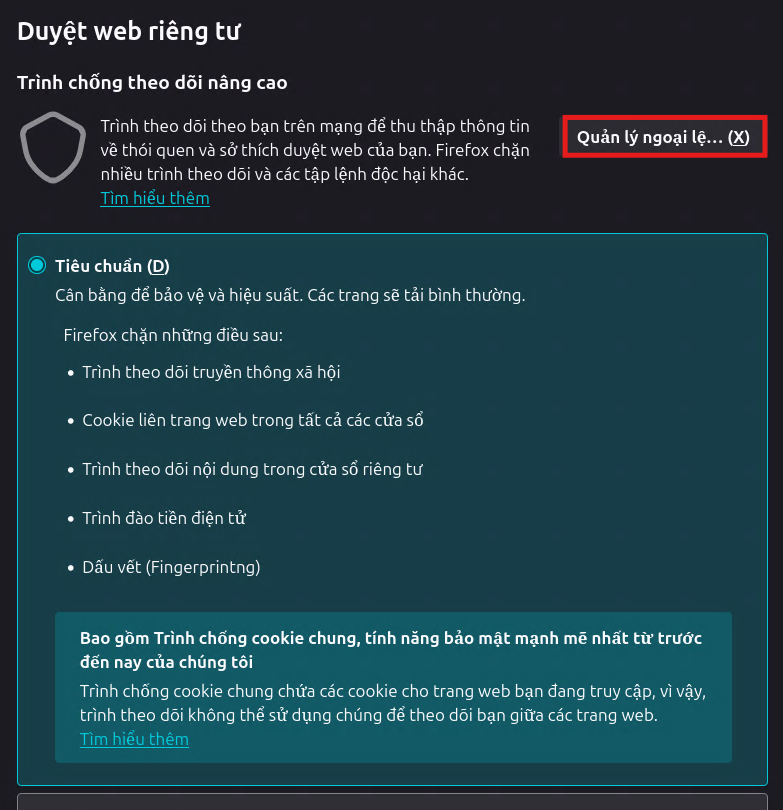 Duyệt web riêng tư
Trình chống theo dõi nâng cao
Trình theo dõi theo bạn trên mạng để thu thập thông tin
về thói quen và sở thích duyệt web của bạn. Firefox chặn
nhiều trình theo dõi và các tập lệnh độc hại khác.
Tìm hiểu thêm
Quản lý ngoại lệ… (X)
Tiêu chuẩn (D)
Cân bằng để bảo vệ và hiệu suất. Các trang sẽ tải bình thường.
Firefox chặn những điều sau:
• Trình theo dõi truyền thông xã hội
• Cookie liên trang web trong tất cả các cửa sổ
• Trình theo dõi nội dung trong cửa sổ riêng tư
• Trình đào tiền điện tử
• Dấu vết (Fingerprintng)
Bao gồm Trình chống cookie chung, tính năng bảo mật mạnh mẽ nhất từ trước
đến nay của chúng tôi
Trình chống cookie chung chứa các cookie cho trang web bạn đang truy cập, vì vậy,
trình theo dõi không thể sử dụng chúng để theo dõi bạn giữa các trang web.
Tìm hiểu thêm